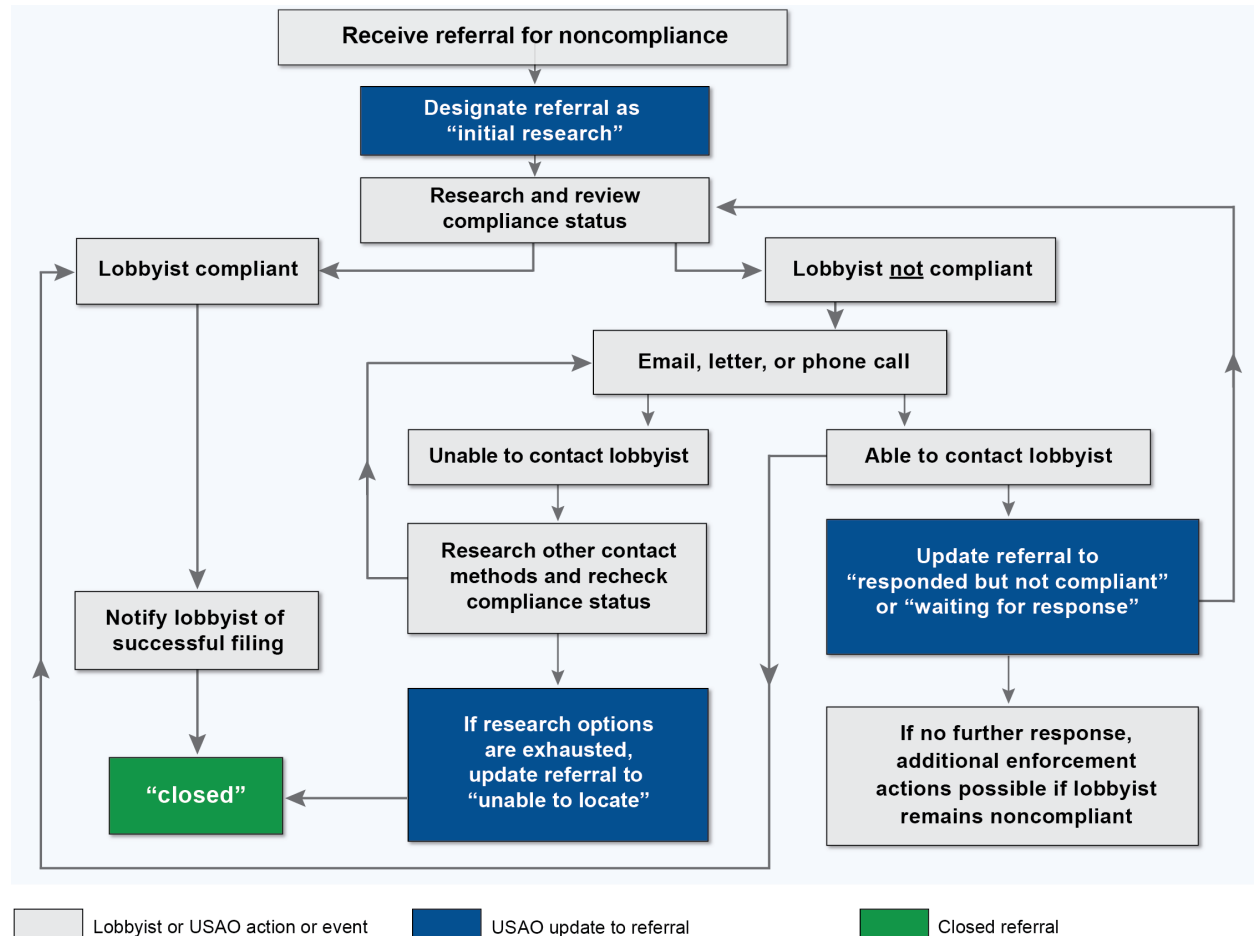 Receive referral for noncompliance
Designate referral as
“initial research”
Research and review
compliance status
Lobbyist compliant
Lobbyist not compliant
Email, letter, or phone call
Unable to contact lobbyist
Able to contact lobbyist
Research other contact
methods and recheck
compliance status
Update referral to
“responded but not compliant”
or “waiting for response”
Notify lobbyist of
successful filing
If research options
are exhausted,
update referral to
“unable to locate”
If no further response,
additional enforcement
actions possible if lobbyist
remains noncompliant
“closed”
Lobbyist or USAO action or event
USAO update to referral
Closed referral